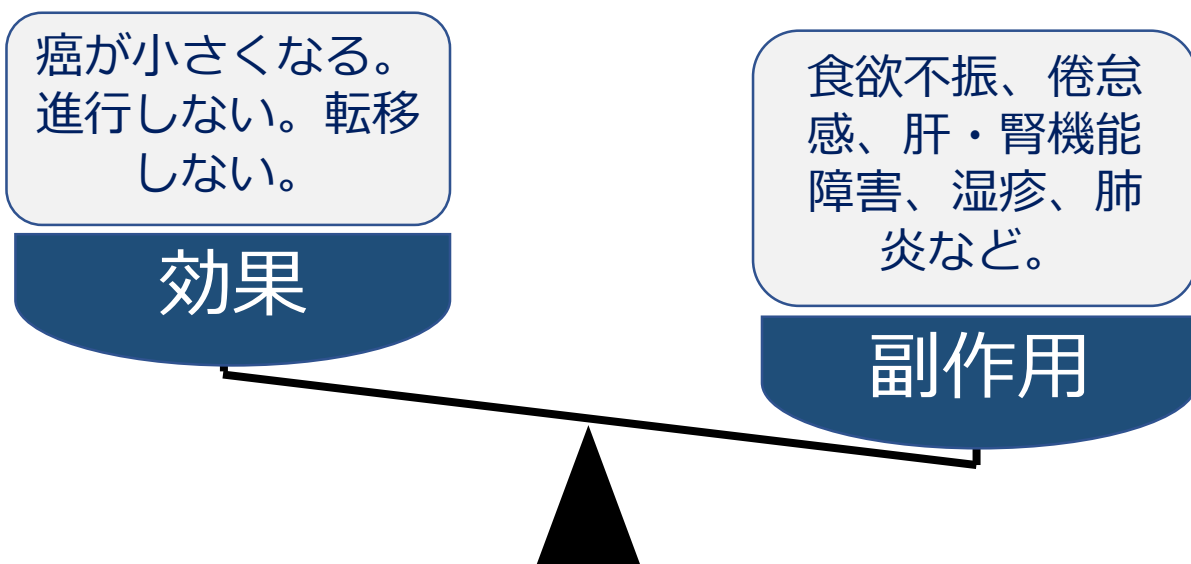 癌が小さくなる。
進行しない。転移
しない。
効果
食欲不振、倦怠
感、肝・腎機能
障害、湿疹、肺
炎など。
副作用